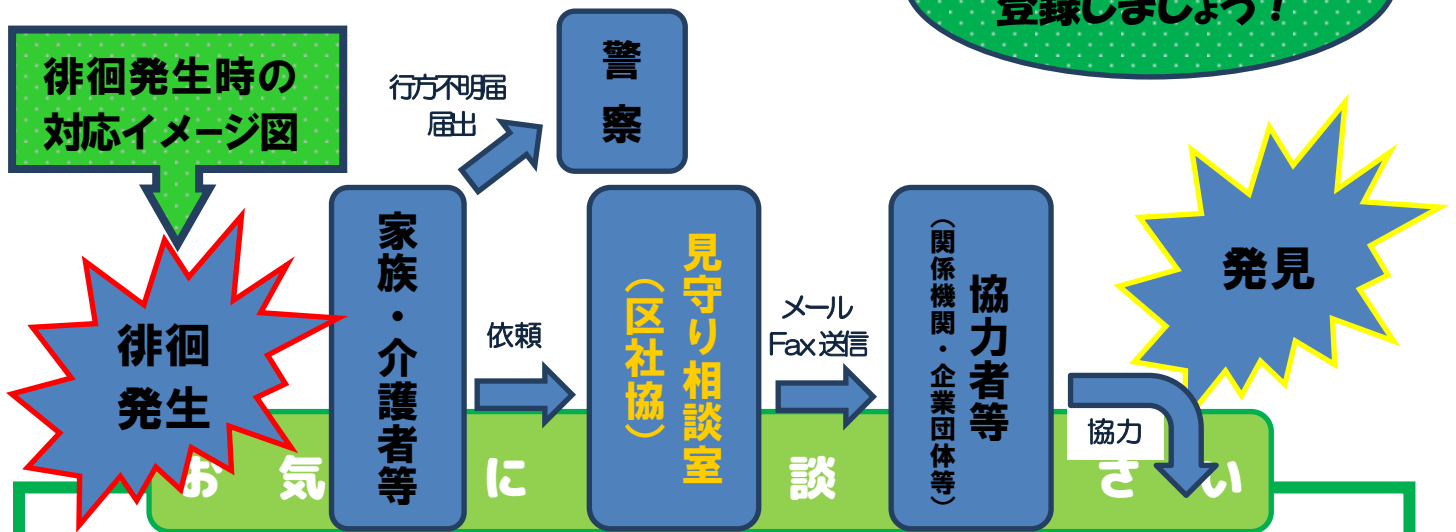 登録しましょう！
徘徊発生時の
対応イメージ図
行方不明届
届出
警察
徘徊
発生
家族・介護者等
依頼
見守り相談室
（区社協）
メール
Fax送信
協力者等
（関係機関・企業団体等）
協力
発見
お気に談さい